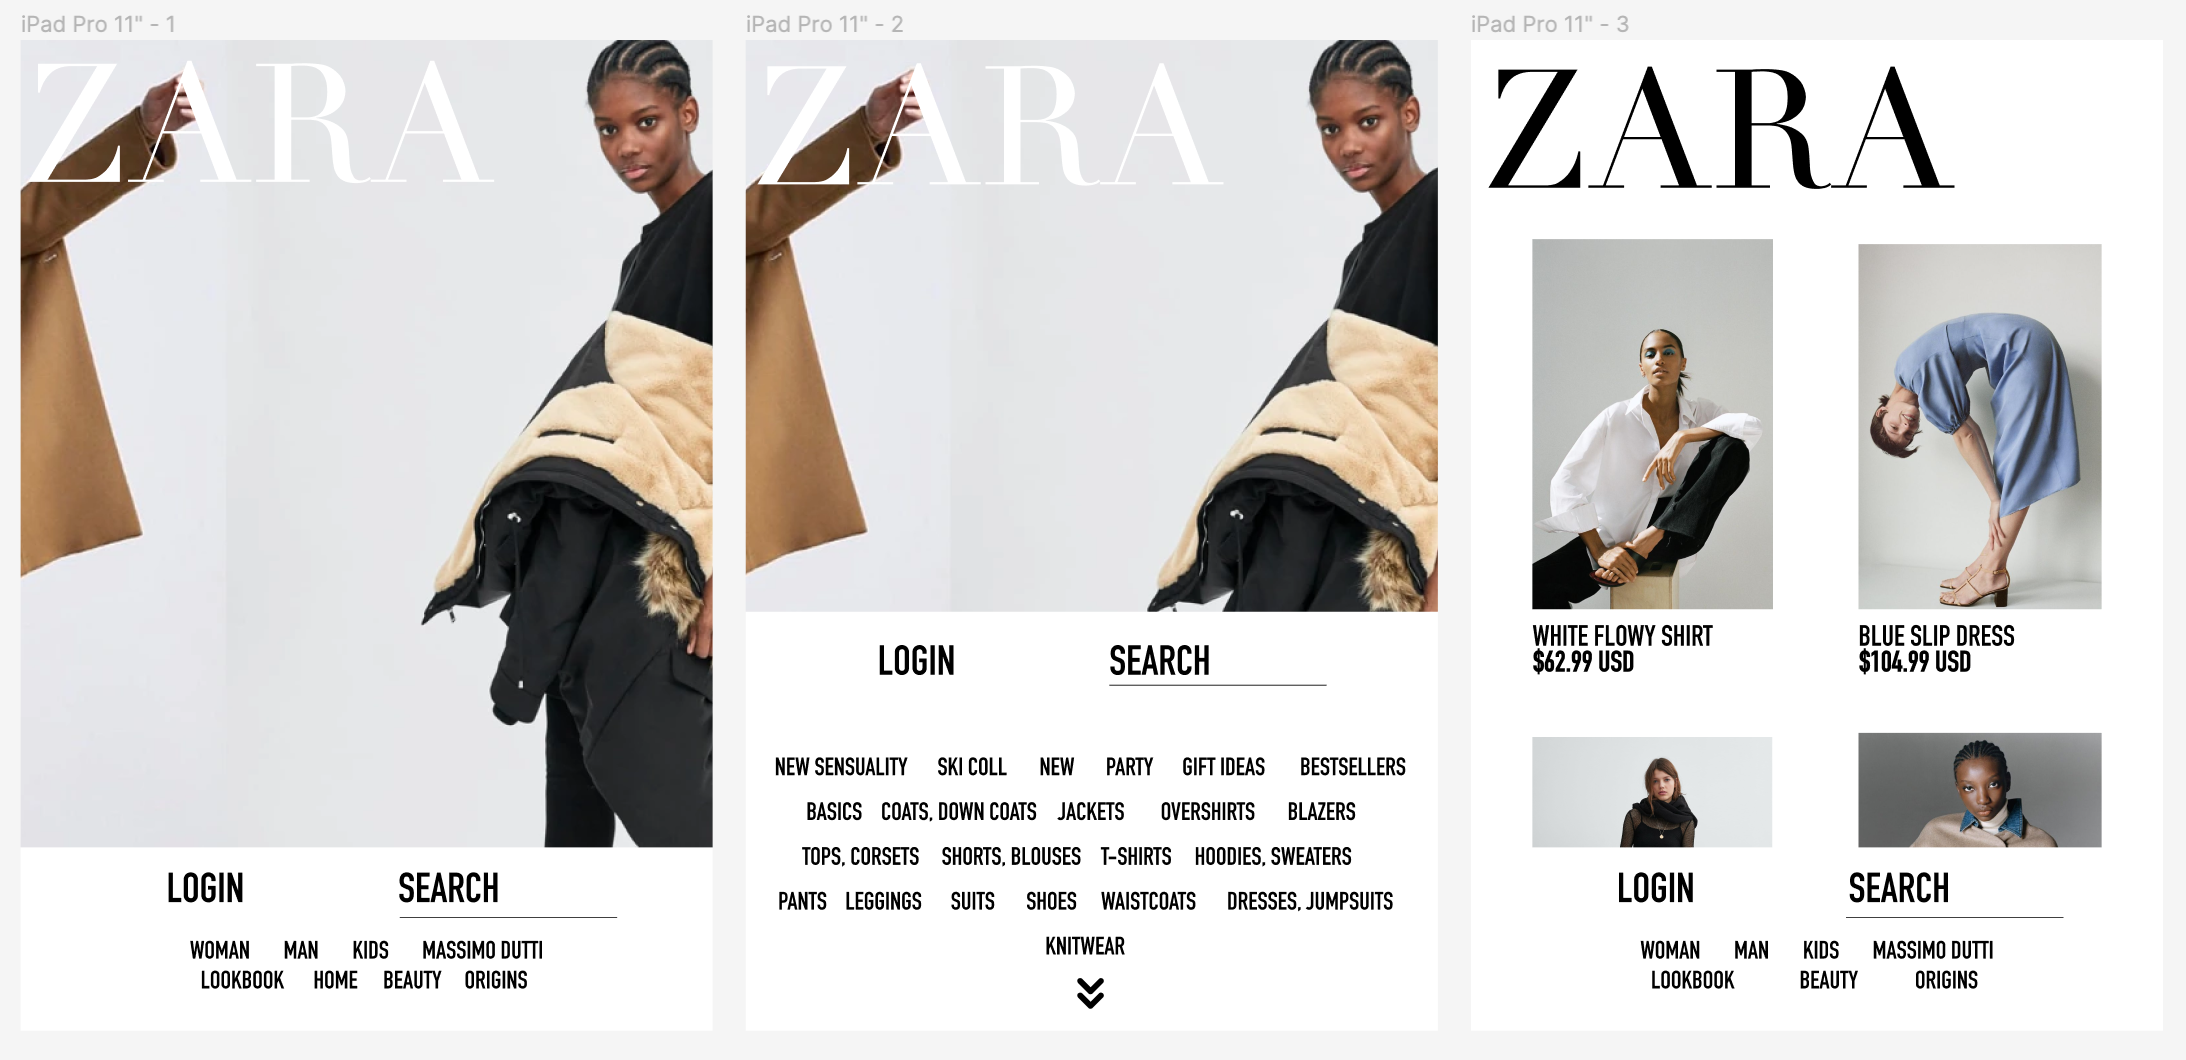 iPad Pro 11" - 1
ZARA
LOGIN SEARCH
WOMAN MAN KIDS MASSIMO DUTTI
LOOKBOOK HOME BEAUTY ORIGINS
iPad Pro 11" - 2
ZARA
LOGIN SEARCH
NEW SENSUALITY SKI COLL NEW PARTY GIFT IDEAS BESTSELLERS
BASICS COATS, DOWN COATS JACKETS OVERSHIRTS BLAZERS
TOPS, CORSETS SHORTS, BLOUSES T-SHIRTS HOODIES, SWEATERS
PANTS LEGGINGS SUITS SHOES WAISTCOATS DRESSES, JUMPSUITS
KNITWEAR
iPad Pro 11" - 3
ZARA
WHITE FLOWY SHIRT
$62.99 USD
BLUE SLIP DRESS
$104.99 USD
LOGIN SEARCH
WOMAN MAN KIDS MASSIMO DUTTI
LOOKBOOK BEAUTY ORIGINS